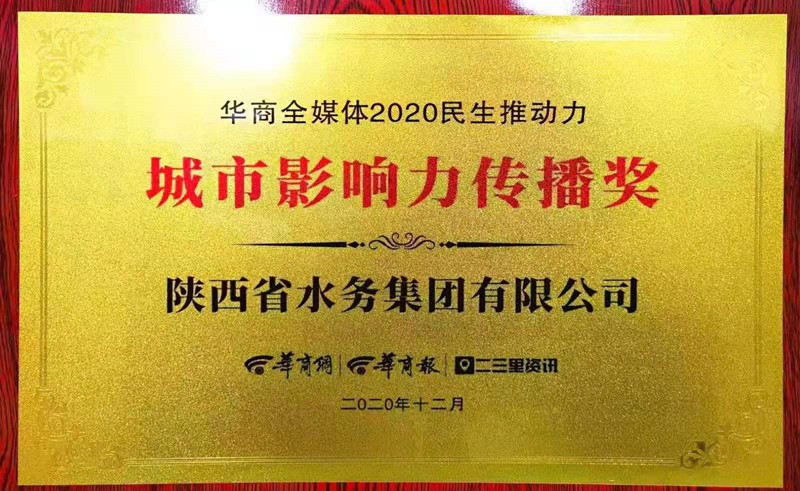 华商全媒体2020民生推动力
城市影响力传播奖
陕西省水务集团有限公司
華商網 華商報 二三里资讯
二〇二〇年十二月